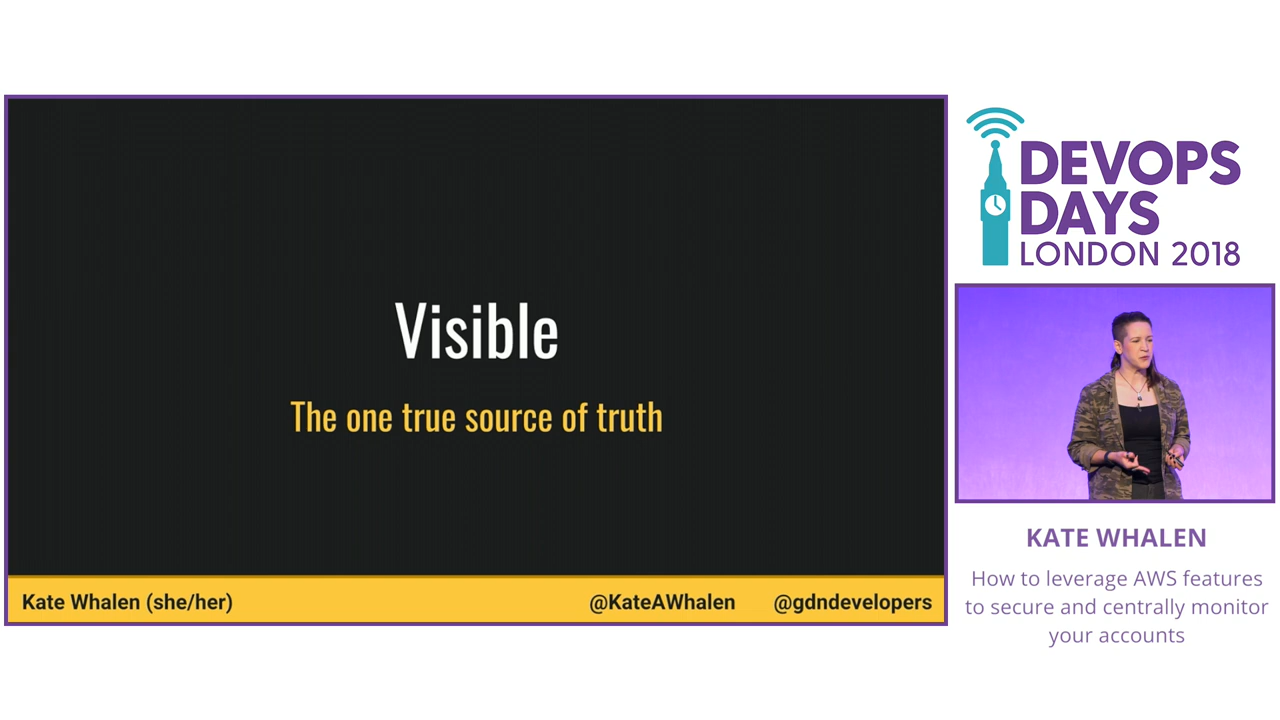 Visible
The one true source of truth
Kate Whalen (she/her)
@KateAWhalen
@gdndevelopers
DEVOPS
DAYS
LONDON 2018
KATE WHALEN
How to leverage AWS features
to secure and centrally monitor
your accounts